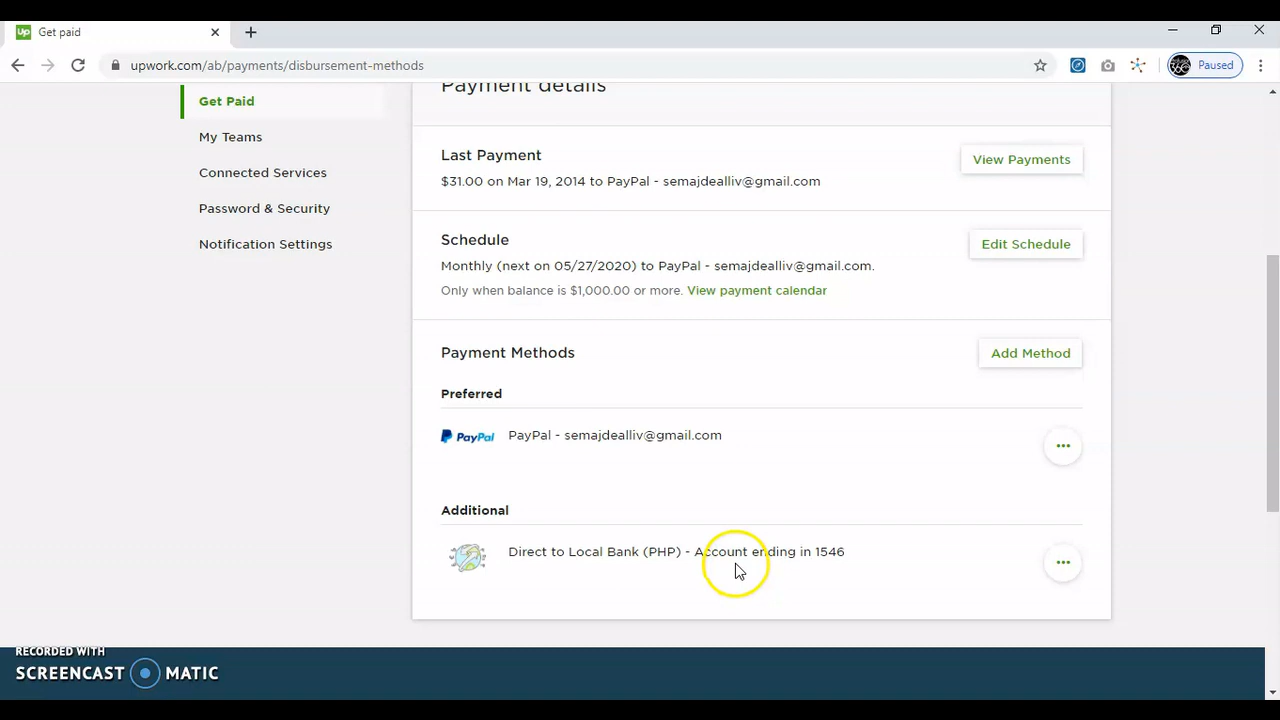 Up
Get paid
upwork.com/ab/payments/disbursement-methods
Paused
Get Paid
My Teams
Connected Services
Password & Security
Notification Settings
Payment details
Last Payment
View Payments
$31.00 on Mar 19, 2014 to PayPal - semajdealliv@gmail.com
Schedule
Edit Schedule
Monthly (next on 05/27/2020) to PayPal - semajdealliv@gmail.com.
Only when balance is $1,000.00 or more. View payment calendar
Payment Methods
Add Method
Preferred
PayPal PayPal - semajdealliv@gmail.com
Additional
Direct to Local Bank (PHP) - Account ending in 1546
RECORDED WITH
SCREENCAST MATIC